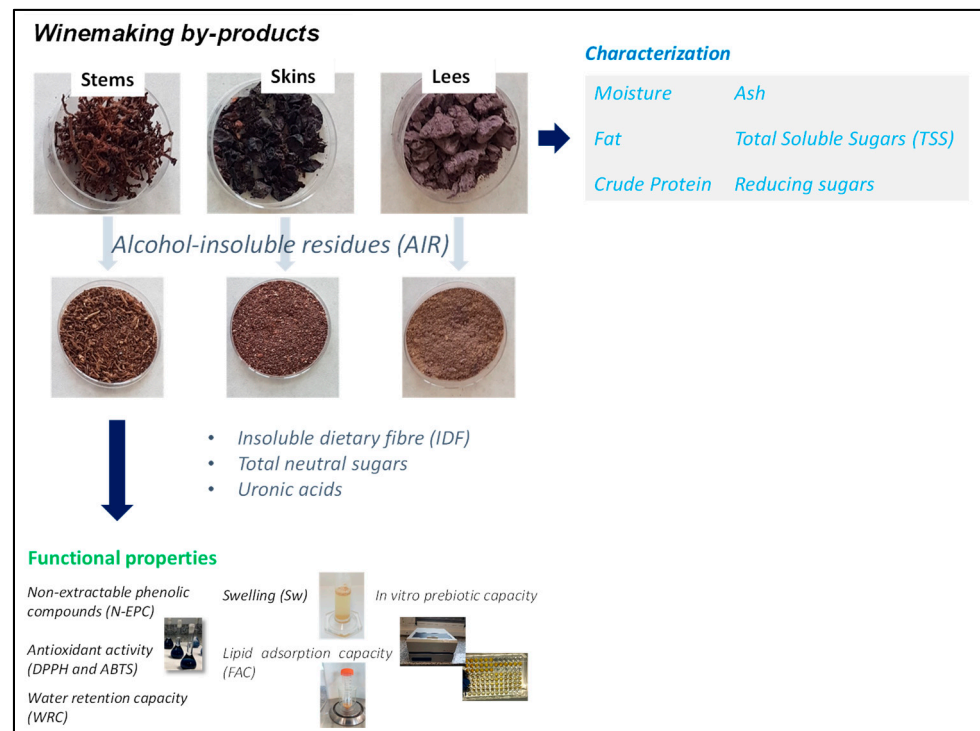 Winemaking by-products
Stems
Skins
Lees
Characterization
Moisture
Ash
Fat
Total Soluble Sugars (TSS)
Crude Protein
Reducing sugars
Alcohol-insoluble residues (AIR)
• Insoluble dietary fibre (IDF)
• Total neutral sugars
• Uronic acids
Functional properties
Non-extractable phenolic
compounds (N-EPC)
Antioxidant activity
(DPPH and ABTS)
Water retention capacity
(WRC)
Swelling (Sw)
Lipid adsorption capacity
(FAC)
In vitro prebiotic capacity